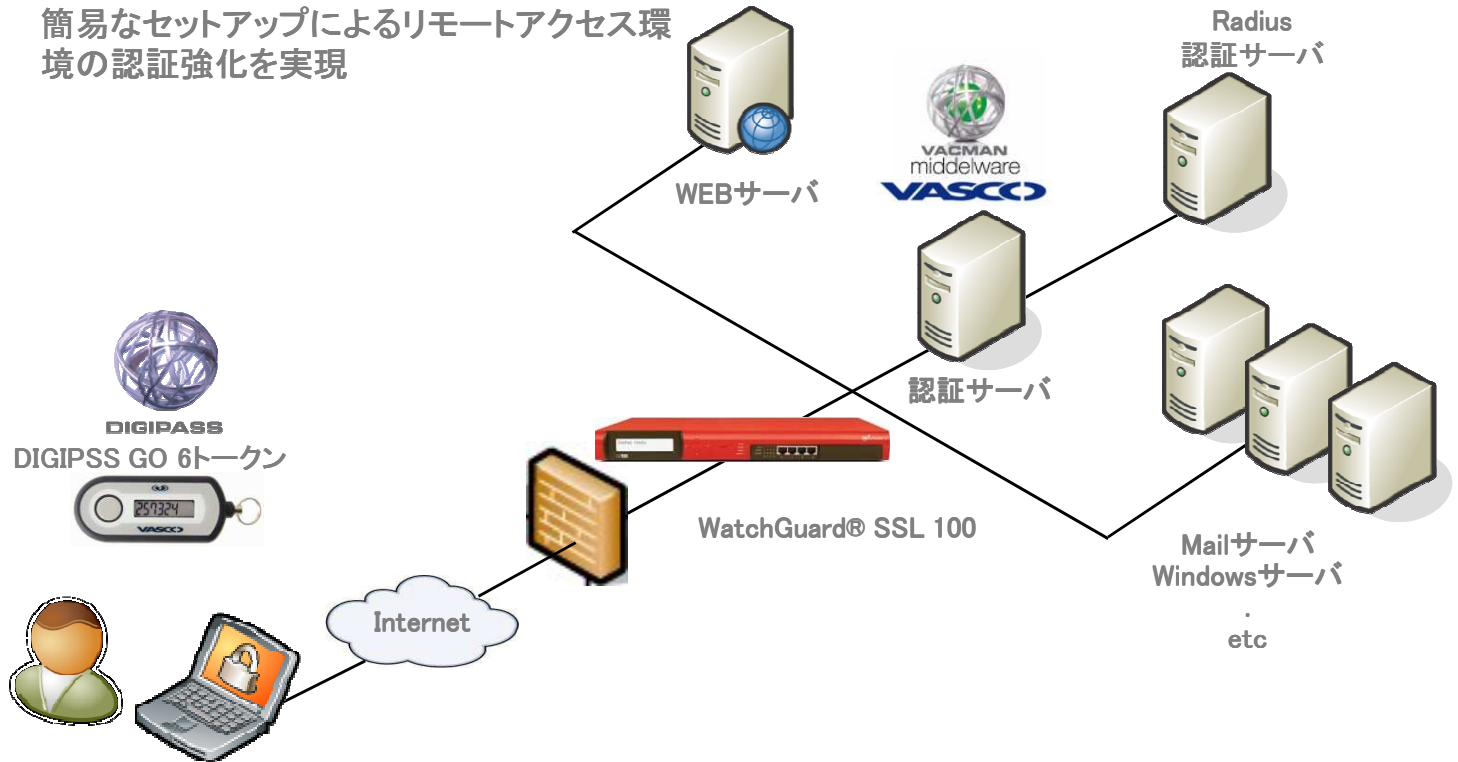 簡易なセットアップによるリモートアクセス環
境の認証強化を実現
Radius
認証サーバ
WEBサーバ
VACMAN
middelware
VASCO
認証サーバ
DIGIPASS
DIGIPSS GO 6トークン
257324
VASCO
WatchGuard® SSL 100
Mailサーバ
Windowsサーバ
.
etc
Internet